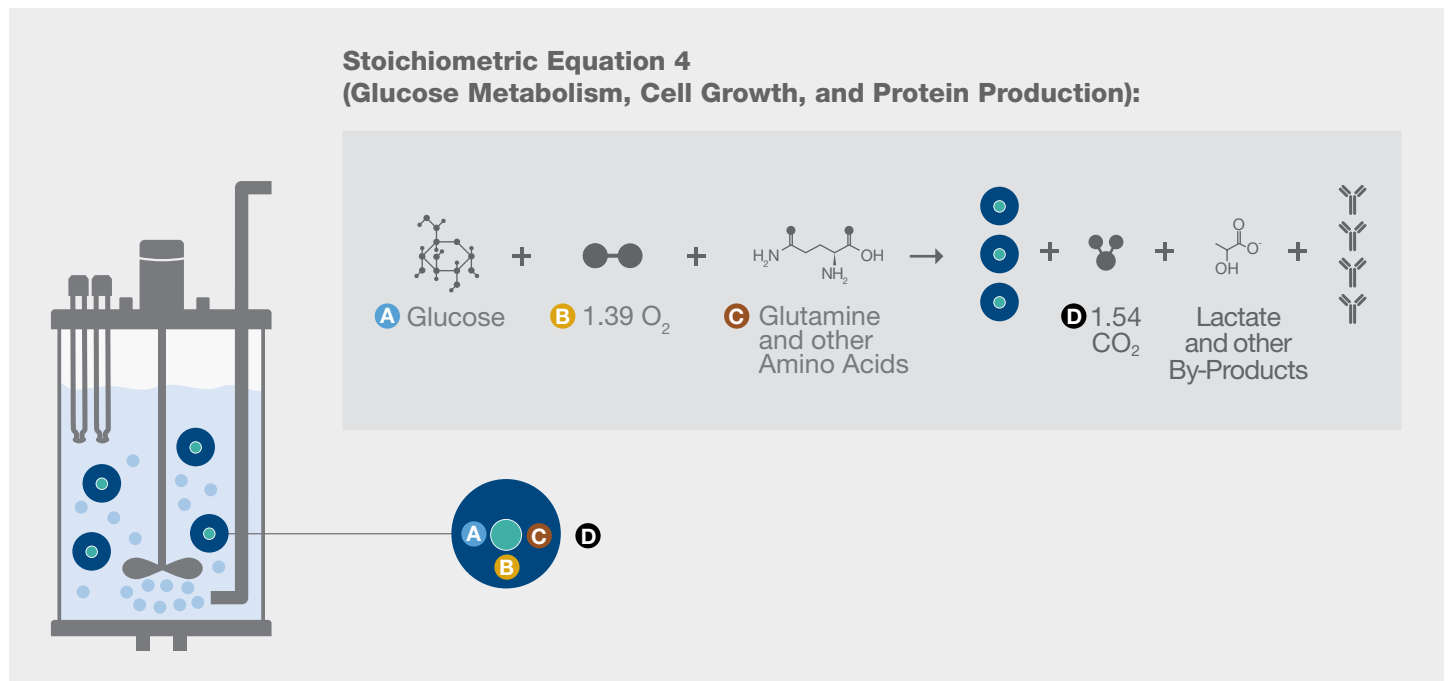 Stoichiometric Equation 4
(Glucose Metabolism, Cell Growth, and Protein Production):
H₂N
NH₂
O
OH
+
+
OH
→
+
+
O
O⁻
OH
+
A Glucose
B 1.39 O₂
C Glutamine
and other
Amino Acids
D 1.54
CO₂
Lactate
and other
By-Products
A
B
C
D